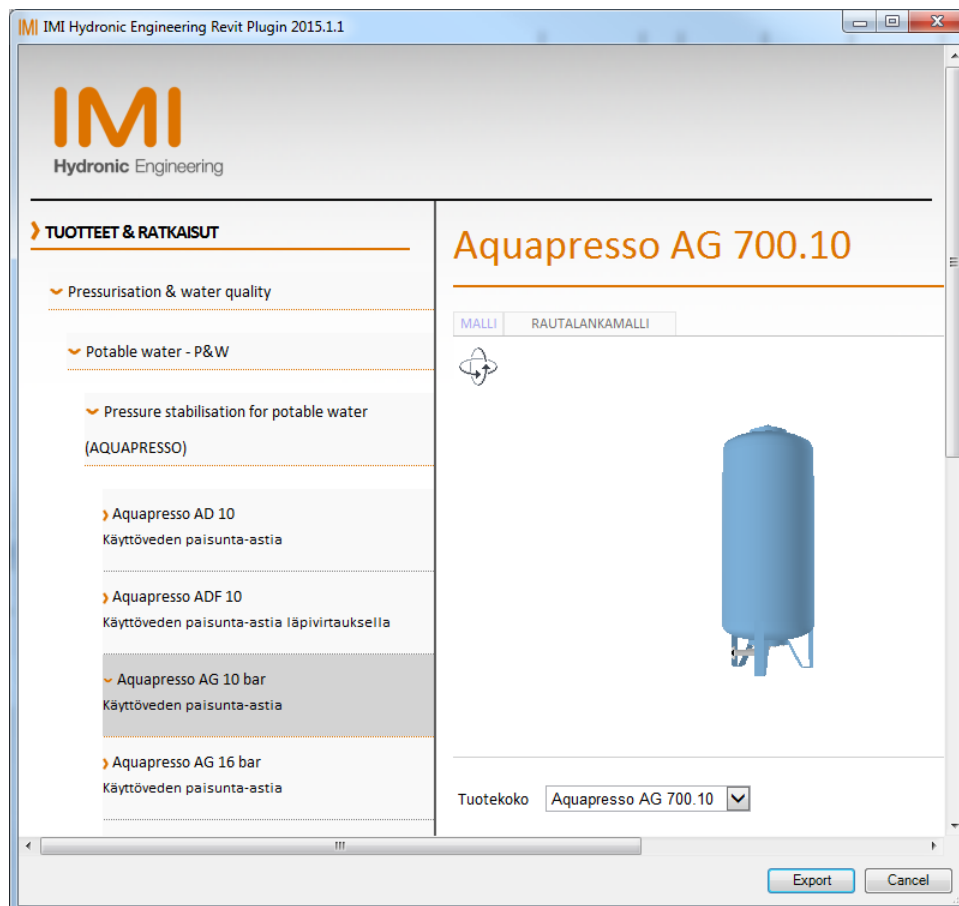 IMI IMI Hydronic Engineering Revit Plugin 2015.1.1
IMI
Hydronic Engineering
TUOTTEET & RATKAISUT
Pressurisation & water quality
Potable water - P&W
Pressure stabilisation for potable water
(AQUAPRESSO)
Aquapresso AD 10
Käyttöveden paisunta-astia
Aquapresso ADF 10
Käyttöveden paisunta-astia läpivirtauksella
Aquapresso AG 10 bar
Käyttöveden paisunta-astia
Aquapresso AG 16 bar
Käyttöveden paisunta-astia
Aquapresso AG 700.10
MALLI RAUTALANKAMALLI
Tuotekoko Aquapresso AG 700.10
Export Cancel